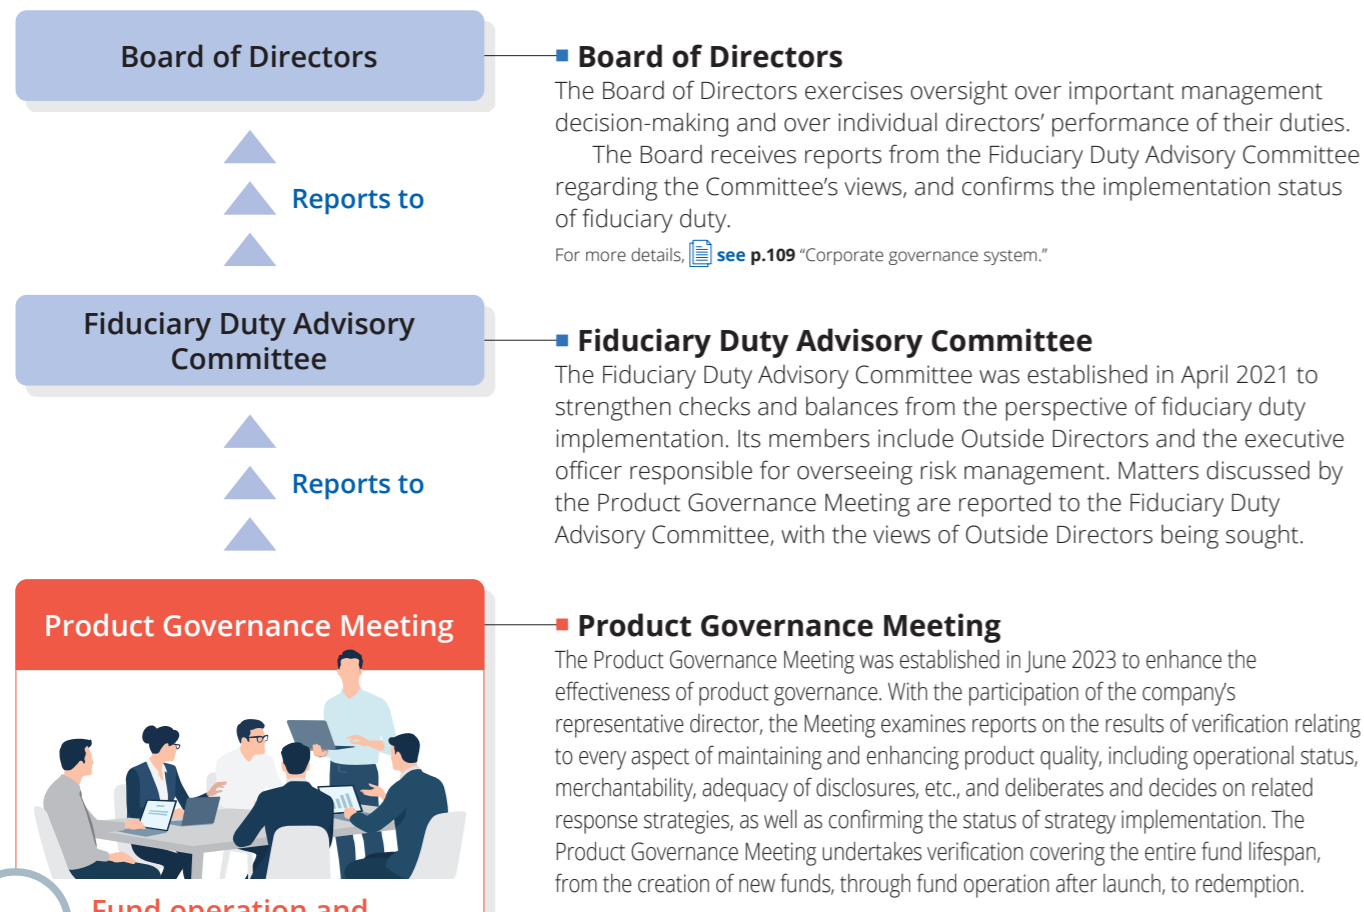 Board of Directors
Board of Directors
The Board of Directors exercises oversight over important management
decision-making and over individual directors’ performance of their duties.
The Board receives reports from the Fiduciary Duty Advisory Committee
regarding the Committee’s views, and confirms the implementation status
of fiduciary duty.
For more details, see p.109 “Corporate governance system.”
Reports to
Fiduciary Duty Advisory
Committee
Fiduciary Duty Advisory Committee
The Fiduciary Duty Advisory Committee was established in April 2021 to
strengthen checks and balances from the perspective of fiduciary duty
implementation. Its members include Outside Directors and the executive
officer responsible for overseeing risk management. Matters discussed by
the Product Governance Meeting are reported to the Fiduciary Duty
Advisory Committee, with the views of Outside Directors being sought.
Reports to
Product Governance Meeting
Product Governance Meeting
The Product Governance Meeting was established in June 2023 to enhance the
effectiveness of product governance. With the participation of the company’s
representative director, the Meeting examines reports on the results of verification relating
to every aspect of maintaining and enhancing product quality, including operational status,
merchantability, adequacy of disclosures, etc., and deliberates and decides on related
response strategies, as well as confirming the status of strategy implementation. The
Product Governance Meeting undertakes verification covering the entire fund lifespan,
from the creation of new funds, through fund operation after launch, to redemption.
Fund operation and